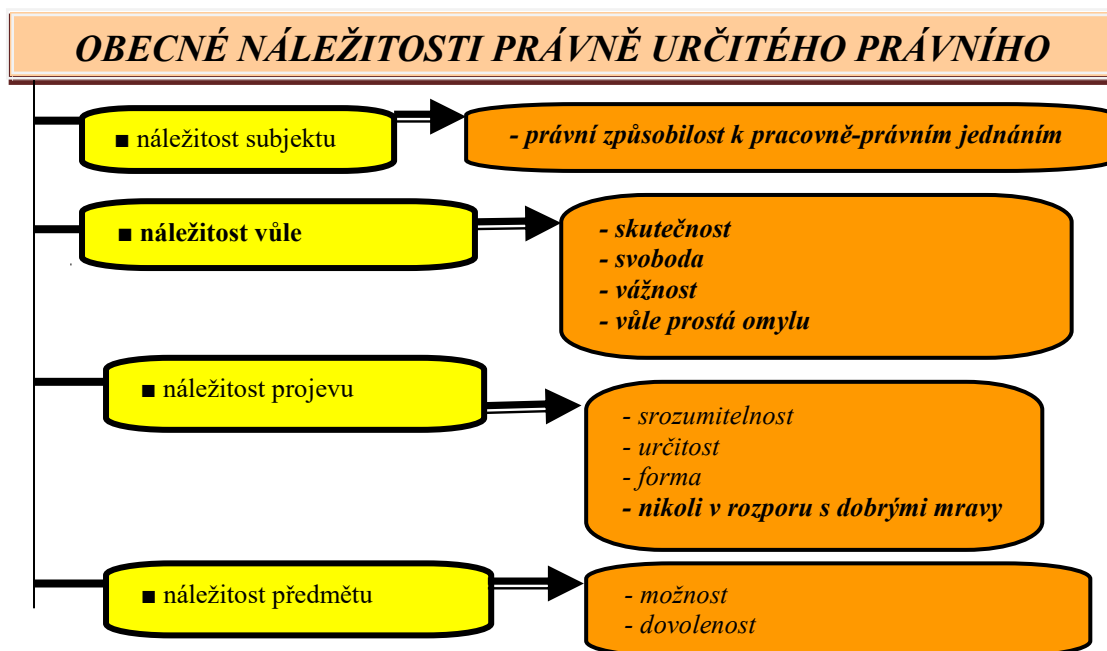 OBECNÉ NÁLEŽITOSTI PRÁVNĚ URČITÉHO PRÁVNÍHO
■ náležitost subjektu
- právní způsobilost k pracovně-právním jednáním
■ náležitost vůle
- skutečnost
- svoboda
- vážnost
- vůle prostá omylu
■ náležitost projevu
- srozumitelnost
- určitost
- forma
- nikoli v rozporu s dobrými mravy
■ náležitost předmětu
- možnost
- dovolenost